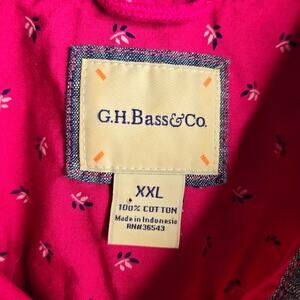 G.H.Bass&Co.
XXL
100% COTTON
Made in Indonesia
RN#36543